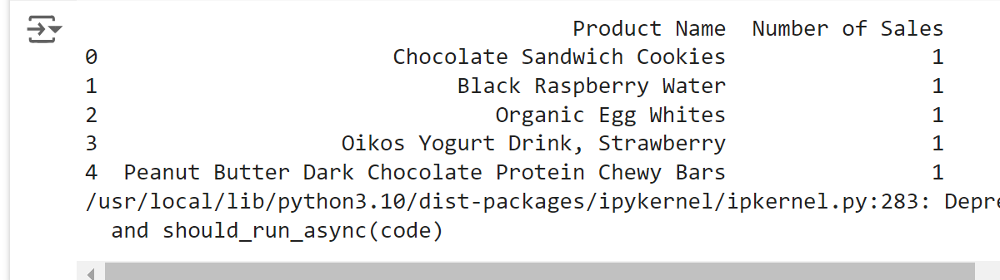 Product Name Number of Sales
0 Chocolate Sandwich Cookies 1
1 Black Raspberry Water 1
2 Organic Egg Whites 1
3 Oikos Yogurt Drink, Strawberry 1
4 Peanut Butter Dark Chocolate Protein Chewy Bars 1
/usr/local/lib/python3.10/dist-packages/ipykernel/ipkernel.py:283:
and should_run_async(code)